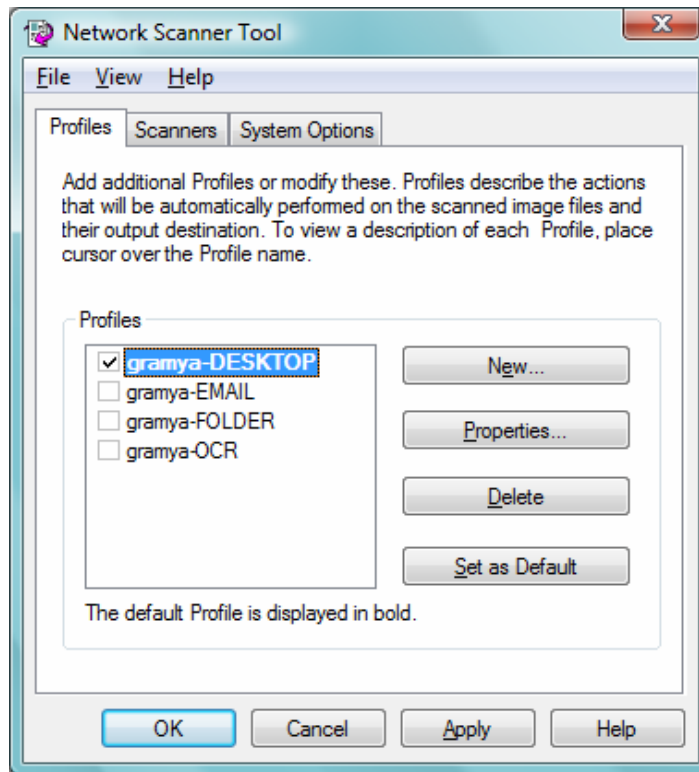 Network Scanner Tool
File View Help
Profiles Scanners System Options
Add additional Profiles or modify these. Profiles describe the actions
that will be automatically performed on the scanned image files and
their output destination. To view a description of each Profile, place
cursor over the Profile name.
Profiles
gramya-DESKTOP
gramya-EMAIL
gramya-FOLDER
gramya-OCR
New...
Properties...
Delete
Set as Default
The default Profile is displayed in bold.
OK Cancel Apply Help